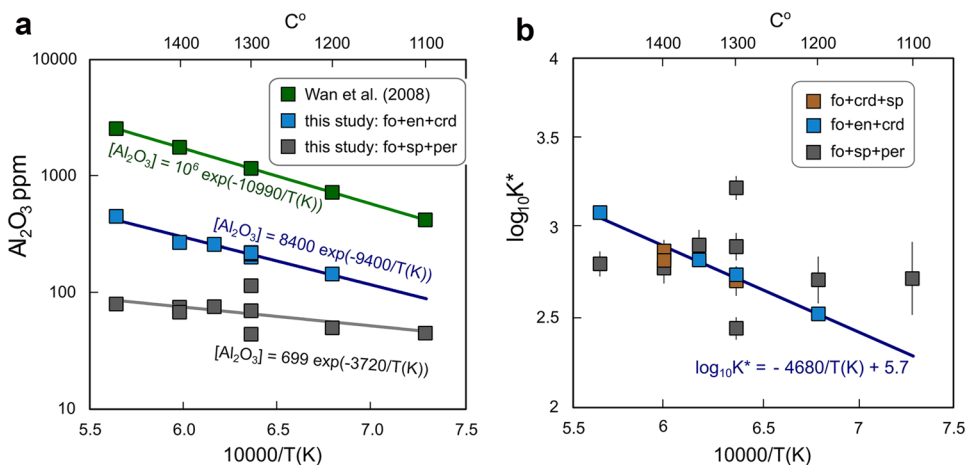 a
C°
1400 1300 1200 1100
10000
1000
100
10
Al₂O₃ ppm
Wan et al. (2008)
this study: fo+en+crd
this study: fo+sp+per
[Al₂O₃] = 10⁶ exp(-10990/T(K))
[Al₂O₃] = 8400 exp(-9400/T(K))
[Al₂O₃] = 699 exp(-3720/T(K))
5.5 6.0 6.5 7.0 7.5
10000/T(K)
b
C°
1400 1300 1200 1100
4
3.5
3
2.5
2
log₁₀K*
fo+crd+sp
fo+en+crd
fo+sp+per
log₁₀K* = - 4680/T(K) + 5.7
5.5 6 6.5 7 7.5
10000/T(K)